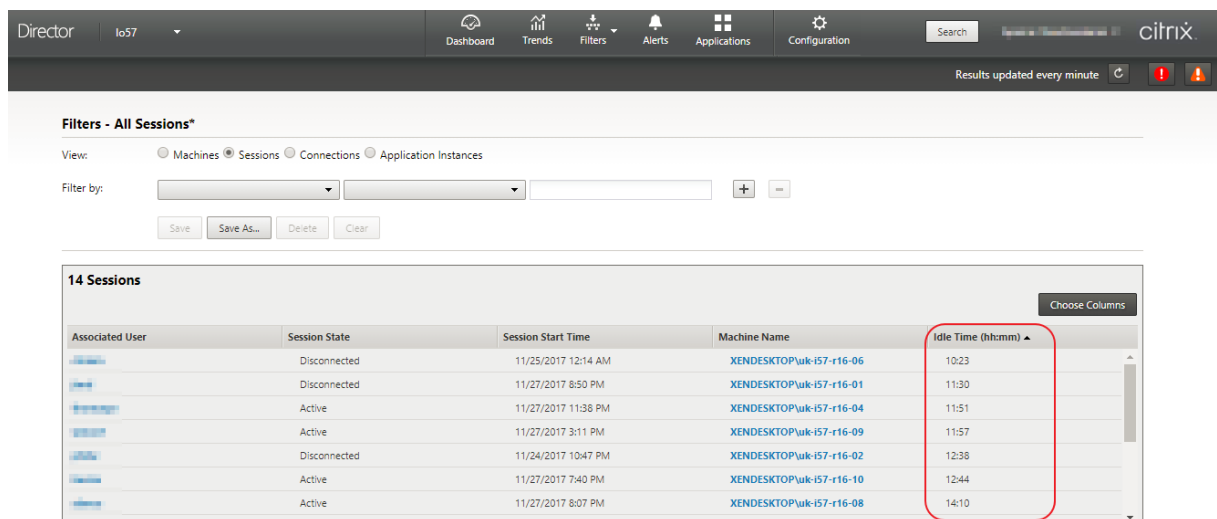 Director lo57 Dashboard Trends Filters Alerts Applications Configuration Search citrix
Results updated every minute
Filters - All Sessions*
View: Machines Sessions Connections Application Instances
Filter by:
Save Save As... Delete Clear
14 Sessions
Choose Columns
Associated User Session State Session Start Time Machine Name Idle Time (hh:mm)
Disconnected 11/25/2017 12:14 AM XENDESKTOP\uk-i57-r16-06 10:23
Disconnected 11/27/2017 8:50 PM XENDESKTOP\uk-i57-r16-01 11:30
Active 11/27/2017 11:38 PM XENDESKTOP\uk-i57-r16-04 11:51
Active 11/27/2017 3:11 PM XENDESKTOP\uk-i57-r16-09 11:57
Disconnected 11/24/2017 10:47 PM XENDESKTOP\uk-i57-r16-02 12:38
Active 11/27/2017 7:40 PM XENDESKTOP\uk-i57-r16-10 12:44
Active 11/27/2017 8:07 PM XENDESKTOP\uk-i57-r16-08 14:10